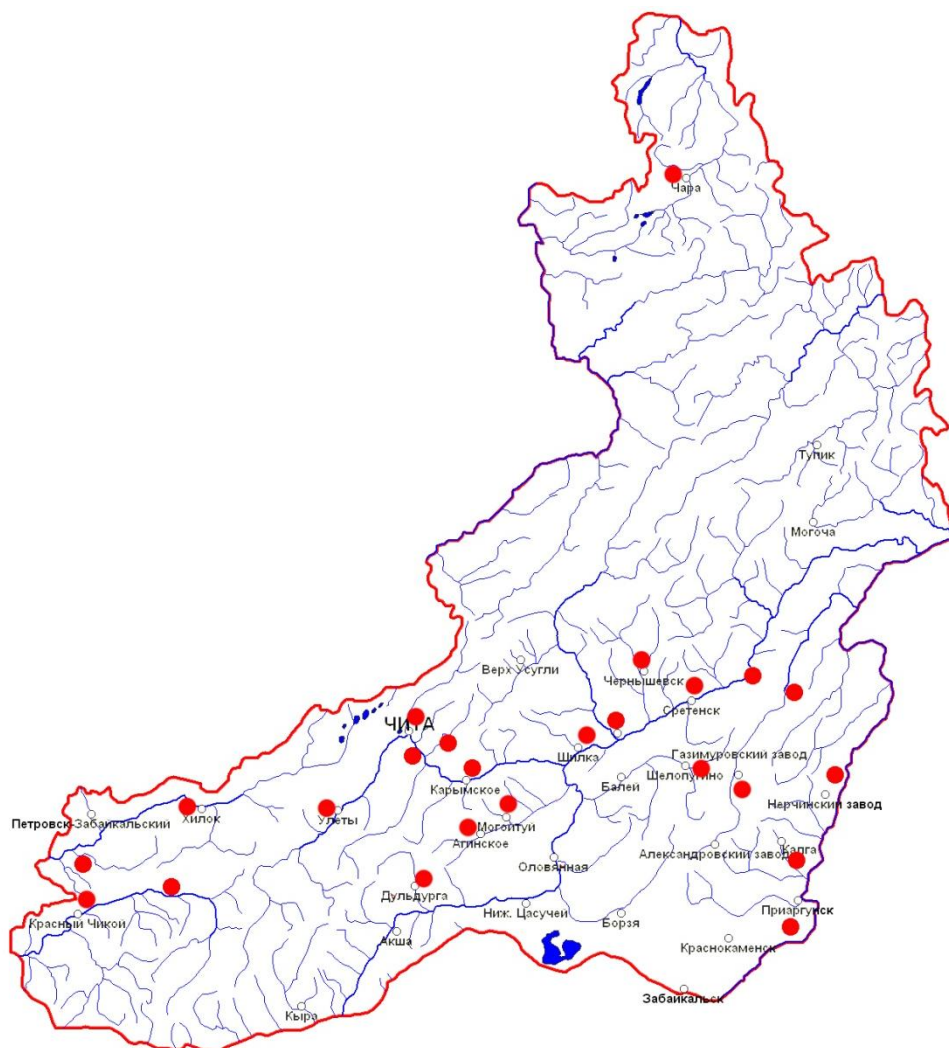 Чара
Тупик
Могоча
Верх Усугли
Чернышевск
Сретенск
ЧИТА
Шилка
Газимуровский завод
Шелопугино
Карымское
Балей
Нерчинский завод
Хилок
Улеты
Петровск-Забайкальский
Могойтуй
Агинское
Калга
Александровский завод
Оловянная
Дульдурга
Приаргунск
Ниж. Цасучей
Красный Чикой
Борзя
Акша
Краснокаменск
Забайкальск
Кыра